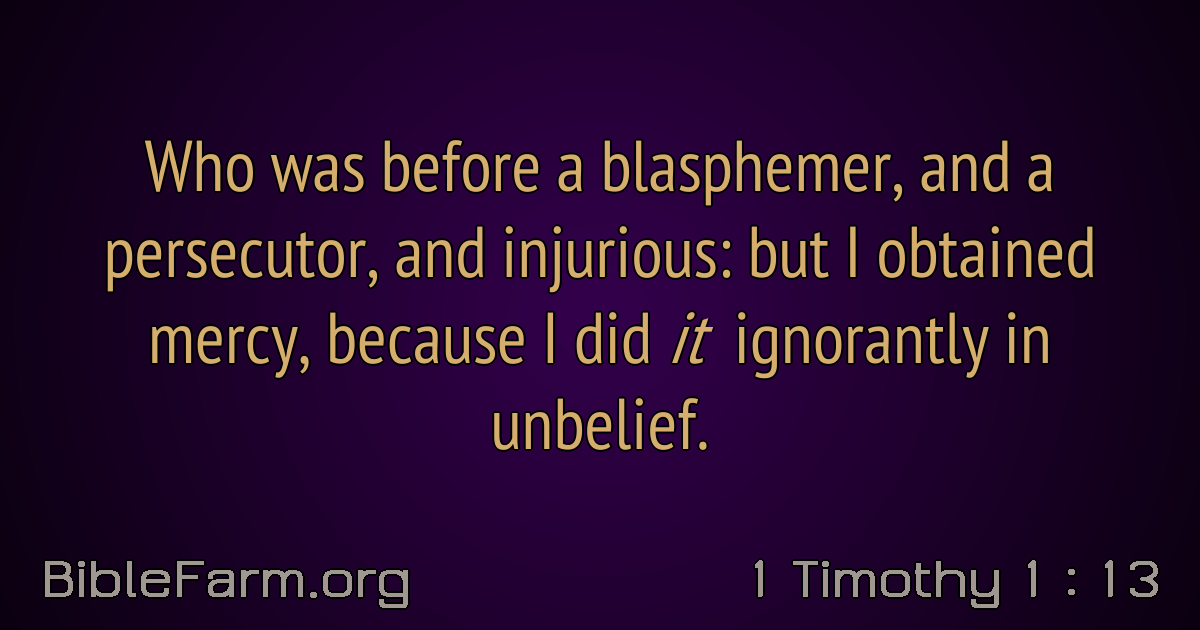 Who was before a blasphemer, and a
persecutor, and injurious: but I obtained
mercy, because I did it ignorantly in
unbelief.
BibleFarm.org
1 Timothy 1 : 13